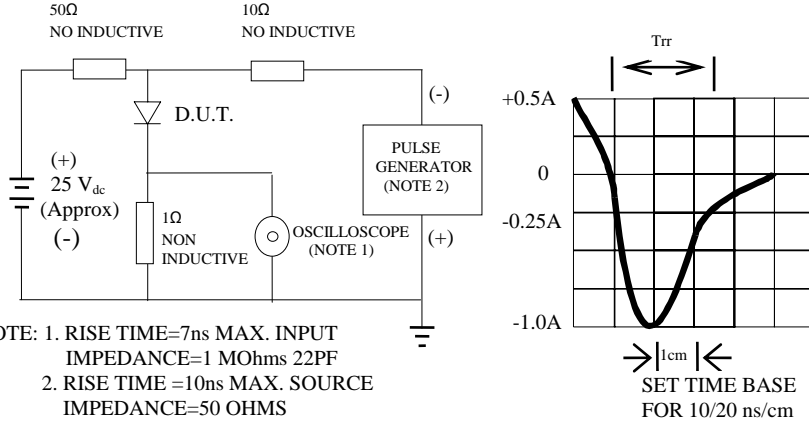 50Ω
NO INDUCTIVE
10Ω
NO INDUCTIVE
D.U.T.
(+)
25 Vdc
(Approx)
(-)
1Ω
NON
INDUCTIVE
OSCILLOSCOPE
(NOTE 1)
(-)
PULSE
GENERATOR
(NOTE 2)
(+)
OTE: 1. RISE TIME=7ns MAX. INPUT
IMPEDANCE=1 MOhms 22PF
2. RISE TIME =10ns MAX. SOURCE
IMPEDANCE=50 OHMS
Trr
+0.5A
0
-0.25A
-1.0A
1cm
SET TIME BASE
FOR 10/20 ns/cm